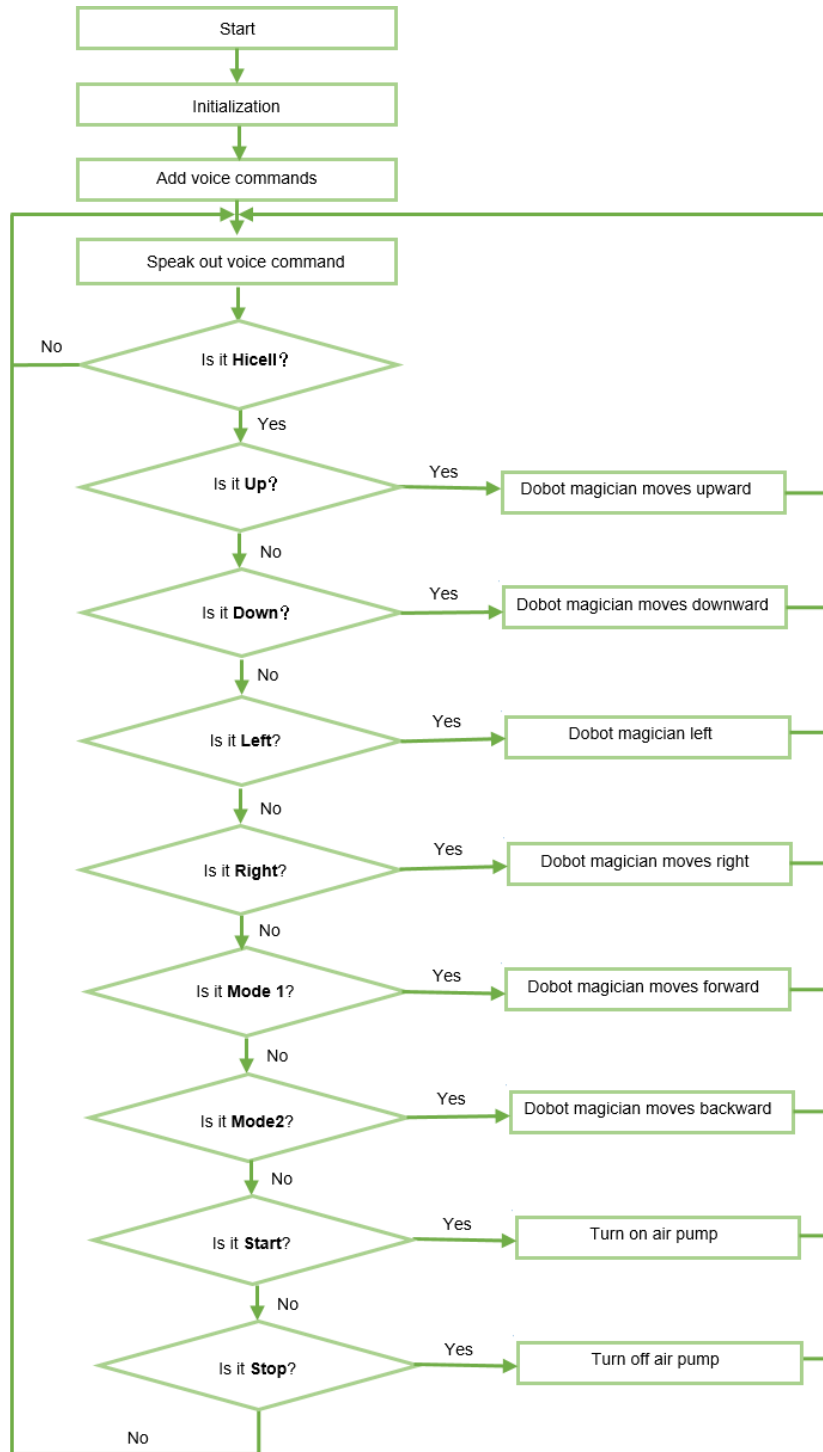 Start
Initialization
Add voice commands
Speak out voice command
No
Is it Hicell？
Yes
Is it Up？
Yes
Dobot magician moves upward
No
Is it Down？
Yes
Dobot magician moves downward
No
Is it Left?
Yes
Dobot magician left
No
Is it Right?
Yes
Dobot magician moves right
No
Is it Mode 1?
Yes
Dobot magician moves forward
No
Is it Mode2?
Yes
Dobot magician moves backward
No
Is it Start?
Yes
Turn on air pump
No
Is it Stop?
Yes
Turn off air pump
No